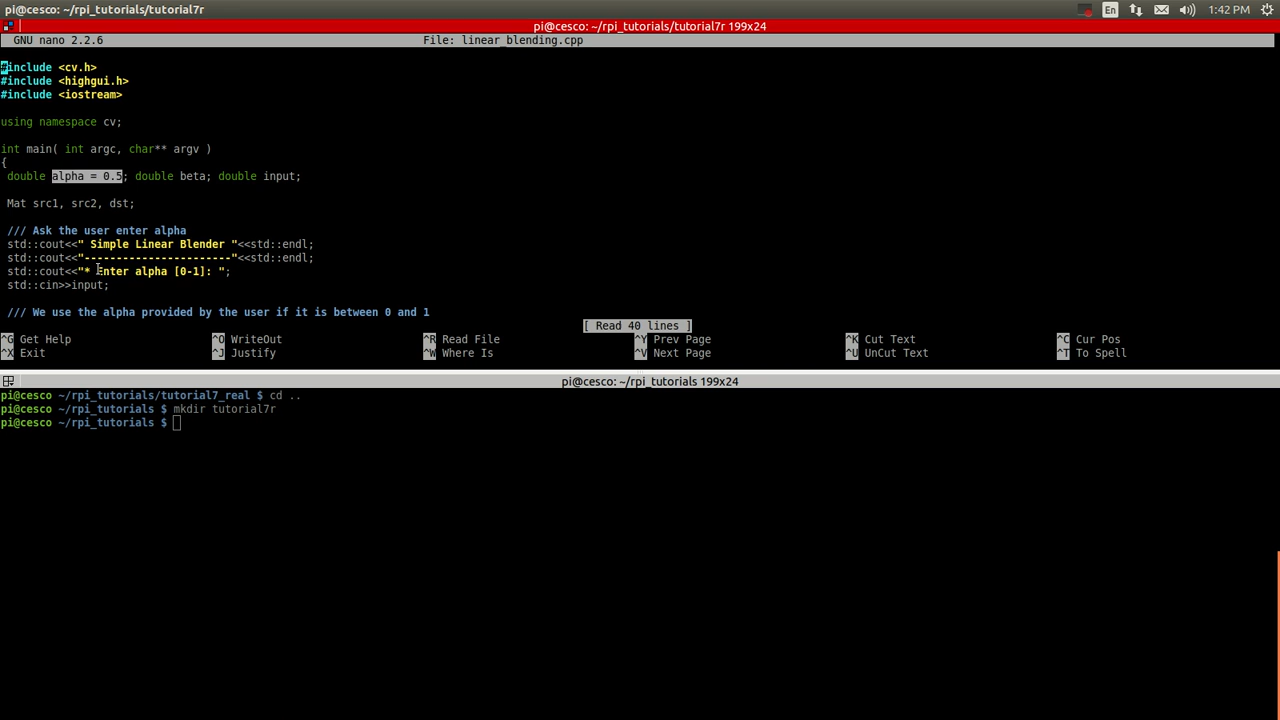 pi@cesco: ~/rpi_tutorials/tutorial7r
En
1:42 PM
pi@cesco: ~/rpi_tutorials/tutorial7r 199x24
GNU nano 2.2.6 File: linear_blending.cpp
#include <cv.h>
#include <highgui.h>
#include <iostream>
using namespace cv;
int main( int argc, char** argv )
{
double alpha = 0.5; double beta; double input;
Mat src1, src2, dst;
/// Ask the user enter alpha
std::cout<<" Simple Linear Blender "<<std::endl;
std::cout<<"-----------------------"<<std::endl;
std::cout<<"* Enter alpha [0-1]: ";
std::cin>>input;
/// We use the alpha provided by the user if it is between 0 and 1
[ Read 40 lines ]
^G Get Help ^O WriteOut ^R Read File ^Y Prev Page ^K Cut Text ^C Cur Pos
^X Exit ^J Justify ^W Where Is ^V Next Page ^U UnCut Text ^T To Spell
pi@cesco: ~/rpi_tutorials 199x24
pi@cesco ~/rpi_tutorials/tutorial7_real $ cd ..
pi@cesco ~/rpi_tutorials $ mkdir tutorial7r
pi@cesco ~/rpi_tutorials $